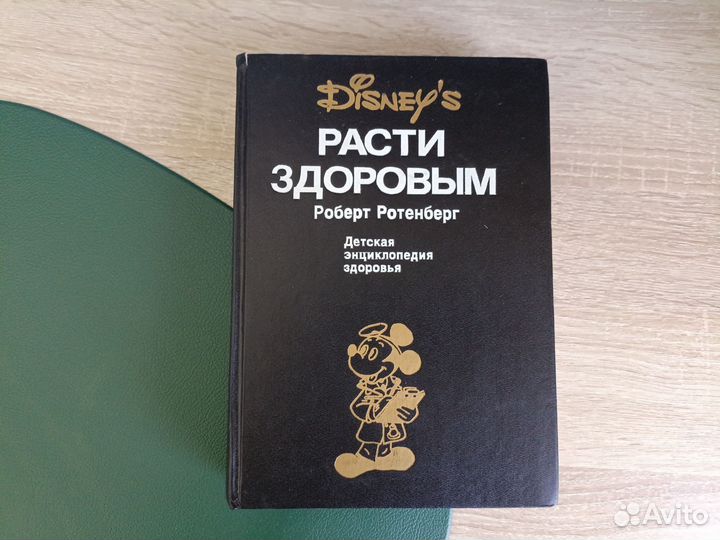 Disney's
РАСТИ
ЗДОРОВЫМ
Роберт Ротенберг
Детская
энциклопедия
здоровья
Avito